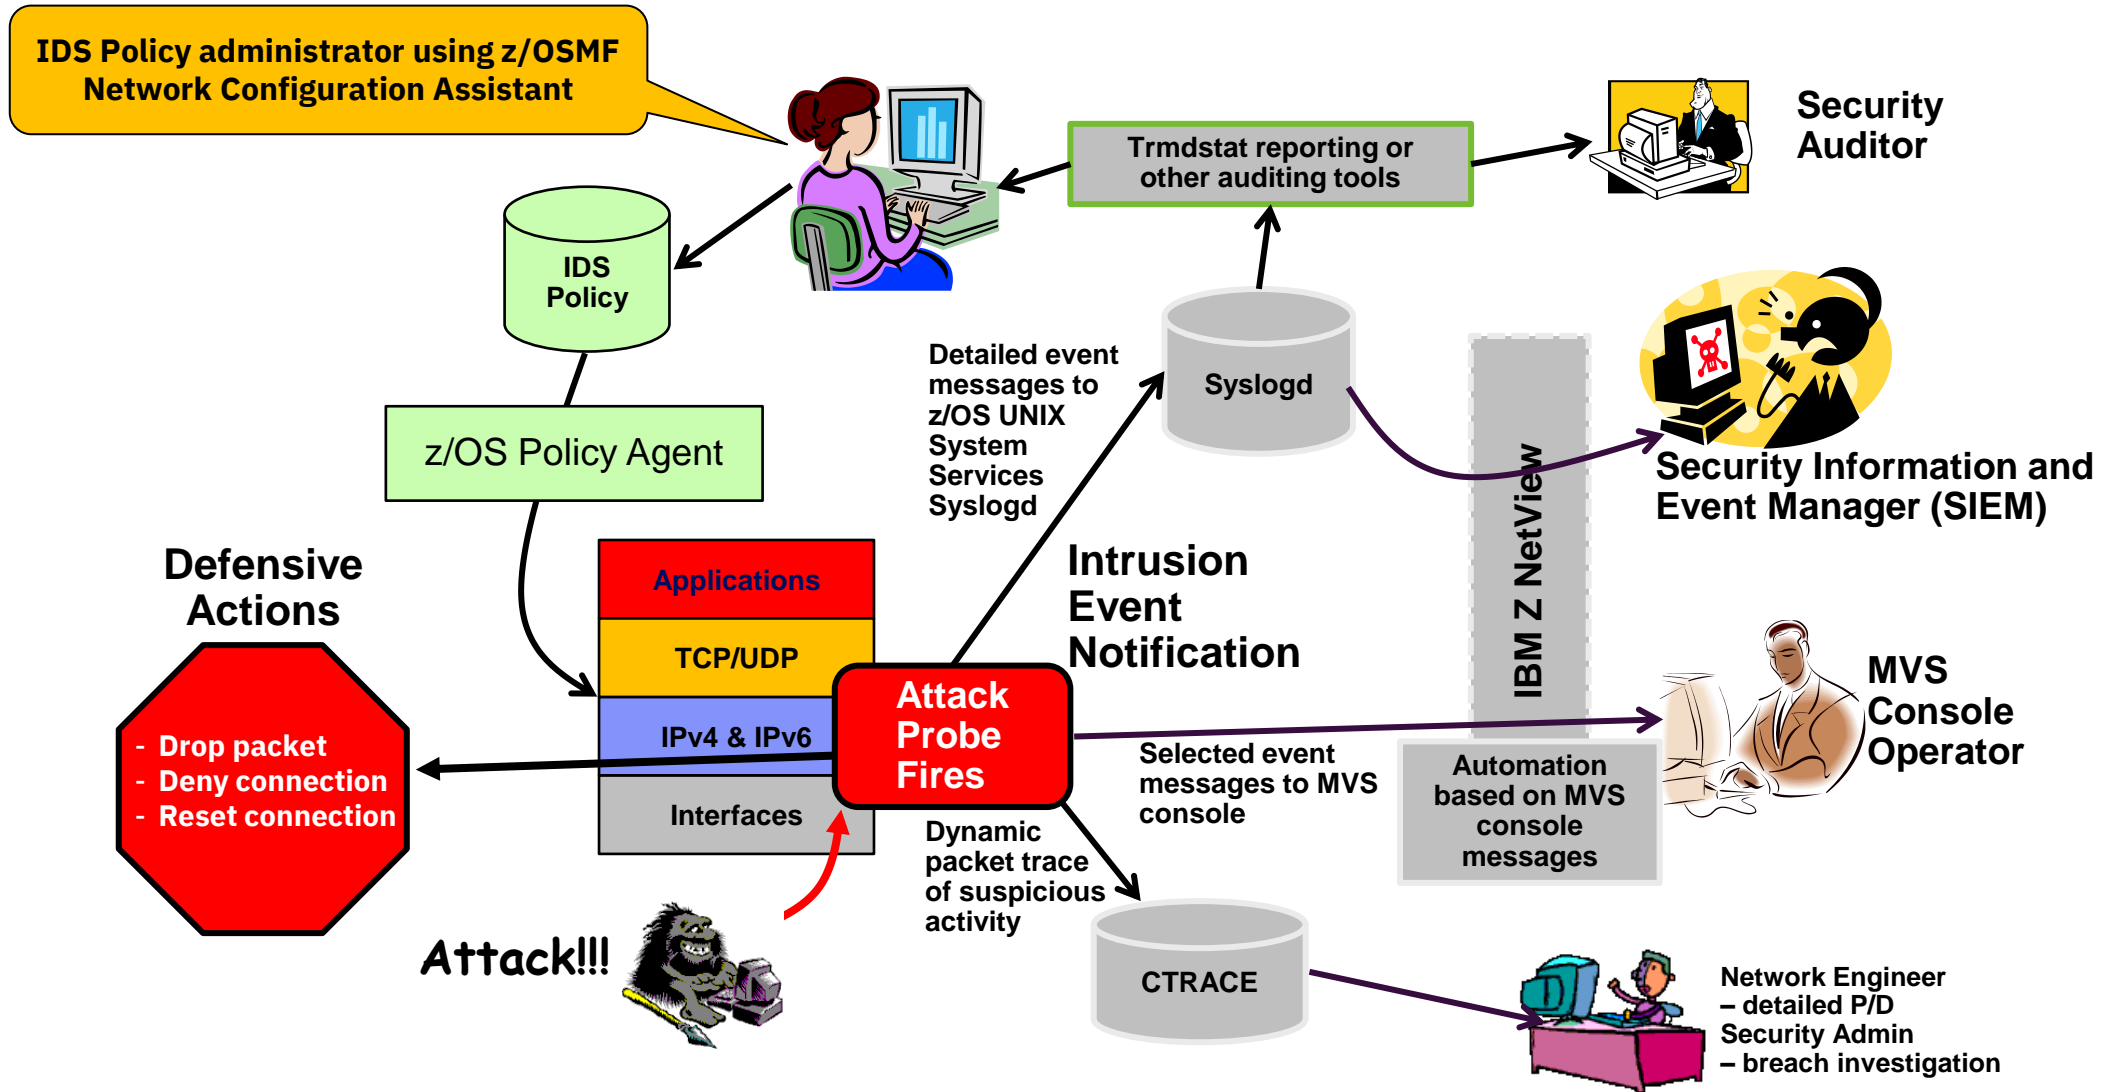 IDS Policy administrator using z/OSMF
Network Configuration Assistant
Trmdstat reporting or
other auditing tools
Security
Auditor
IDS
Policy
Detailed event
messages to
z/OS UNIX
System
Services
Syslogd
Syslogd
IBM Z NetView
Security Information and
Event Manager (SIEM)
z/OS Policy Agent
Defensive
Actions
- Drop packet
- Deny connection
- Reset connection
Applications
TCP/UDP
IPv4 & IPv6
Interfaces
Attack
Probe
Fires
Intrusion
Event
Notification
Selected event
messages to MVS
console
Automation
based on MVS
console
messages
MVS
Console
Operator
Dynamic
packet trace
of suspicious
activity
Attack!!!
CTRACE
Network Engineer
– detailed P/D
Security Admin
– breach investigation